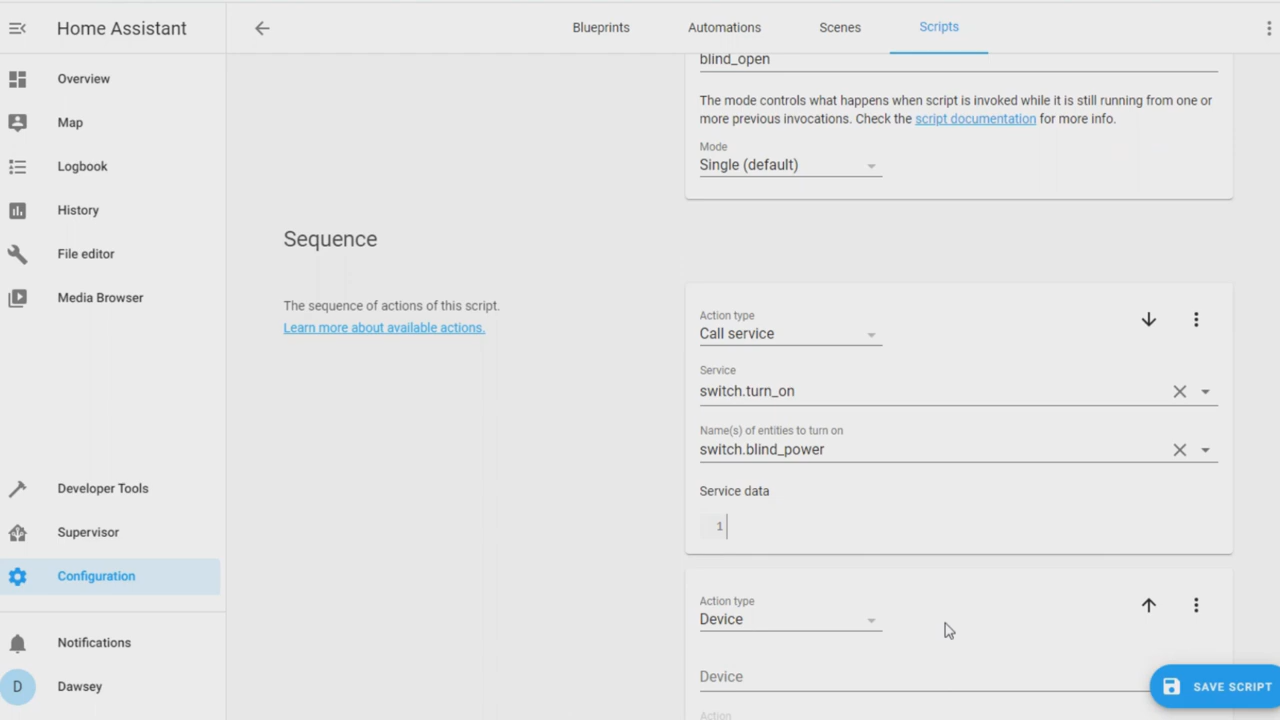 Home Assistant
Blueprints
Automations
Scenes
Scripts
Overview
Map
Logbook
History
File editor
Media Browser
Developer Tools
Supervisor
Configuration
Notifications
D
Dawsey
blind_open
The mode controls what happens when script is invoked while it is still running from one or
more previous invocations. Check the script documentation for more info.
Mode
Single (default)
Sequence
The sequence of actions of this script.
Learn more about available actions.
Action type
Call service
Service
switch.turn_on
Name(s) of entities to turn on
switch.blind_power
Service data
1
Action type
Device
Device
Action
SAVE SCRIPT